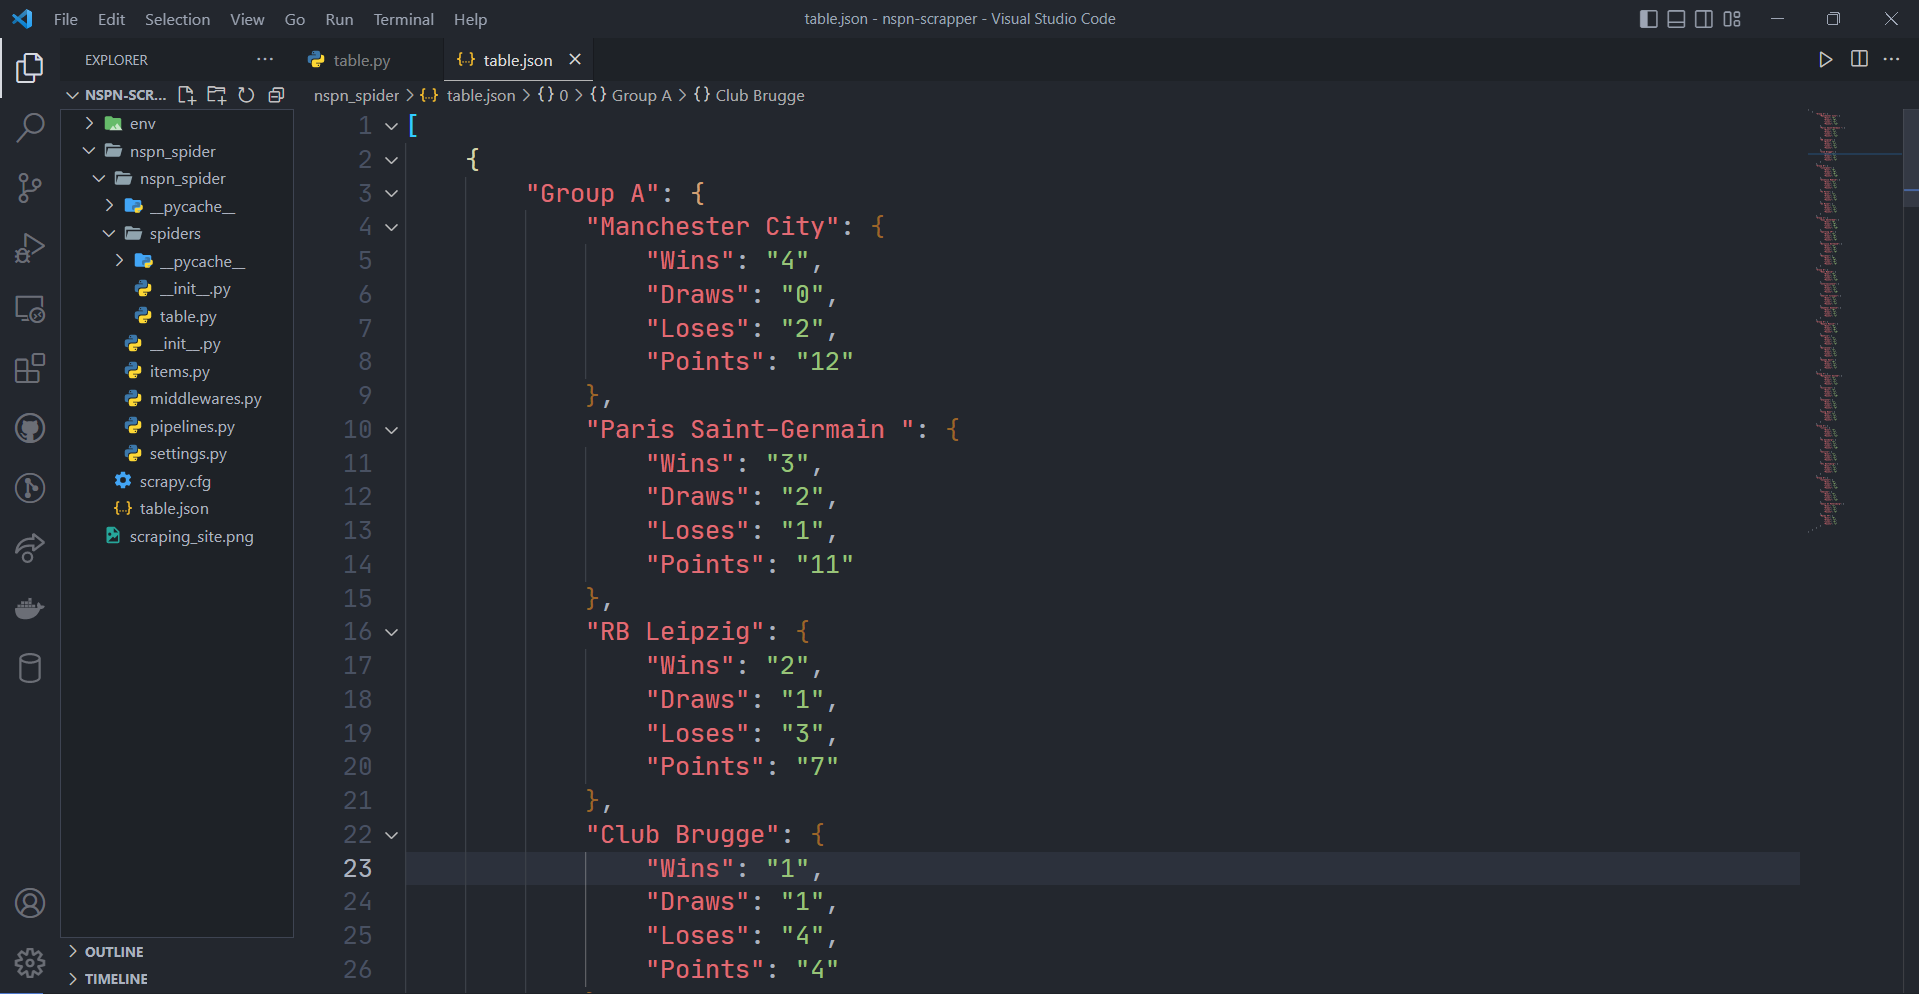 File Edit Selection View Go Run Terminal Help
table.json - nspn-scrapper - Visual Studio Code
EXPLORER
table.py
table.json
NSPN-SCR...
nspn_spider > table.json > {} 0 > {} Group A > {} Club Brugge
env
nspn_spider
nspn_spider
__pycache__
spiders
__pycache__
__init__.py
table.py
__init__.py
items.py
middlewares.py
pipelines.py
settings.py
scrapy.cfg
table.json
scraping_site.png
OUTLINE
TIMELINE
1 [
2 {
3 "Group A": {
4 "Manchester City": {
5 "Wins": "4",
6 "Draws": "0",
7 "Loses": "2",
8 "Points": "12"
9 },
10 "Paris Saint-Germain ": {
11 "Wins": "3",
12 "Draws": "2",
13 "Loses": "1",
14 "Points": "11"
15 },
16 "RB Leipzig": {
17 "Wins": "2",
18 "Draws": "1",
19 "Loses": "3",
20 "Points": "7"
21 },
22 "Club Brugge": {
23 "Wins": "1",
24 "Draws": "1",
25 "Loses": "4",
26 "Points": "4"